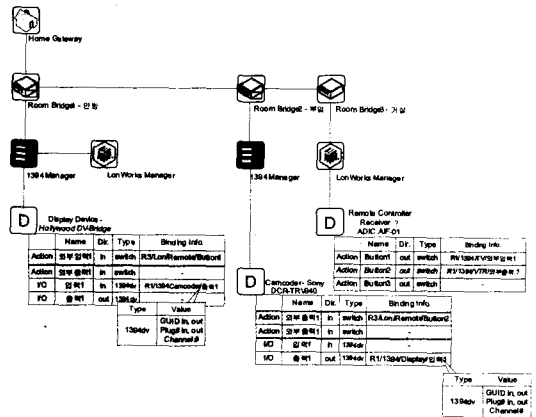 Home Gateway
Room Bridge1 - 안방
Room Bridge2 - 부엌
Room Bridge3 - 거실
1394 Manager
LonWorks Manager
1394 Manager
LonWorks Manager
D
Display Device -
Hollywood DV-Bridge
Name Dir. Type Binding Info.
Action 외부입력1 in switch R3/Lon/Remote/Button1
Action 외부출력1 in switch -
I/O 입력1 in 1394dv R1/1394Camcoder/출력1
I/O 출력1 out 1394dv
Type Value
1394dv GUID in, out
Plug# in, out
Channel#
D
Remote Controller
Receiver ?
ADIC AIF-01
Name Dir. Type Binding Info.
Action Button1 out switch R1/1394/TV/외부입력1
Action Button2 out switch R1/1394/VTR/외부출력1
Action Button3 out switch -
D
Camcoder- Sony
DCR-TRV940
Name Dir. Type Binding Info.
Action 외부출력1 in switch R3/Lon/Remote/Button2
Action 외부입력1 in switch -
I/O 입력1 in 1394dv
I/O 출력1 out 1394dv R1/1394/Display/입력1
Type Value
1394dv GUID in, out
Plug# in, out
Channel#